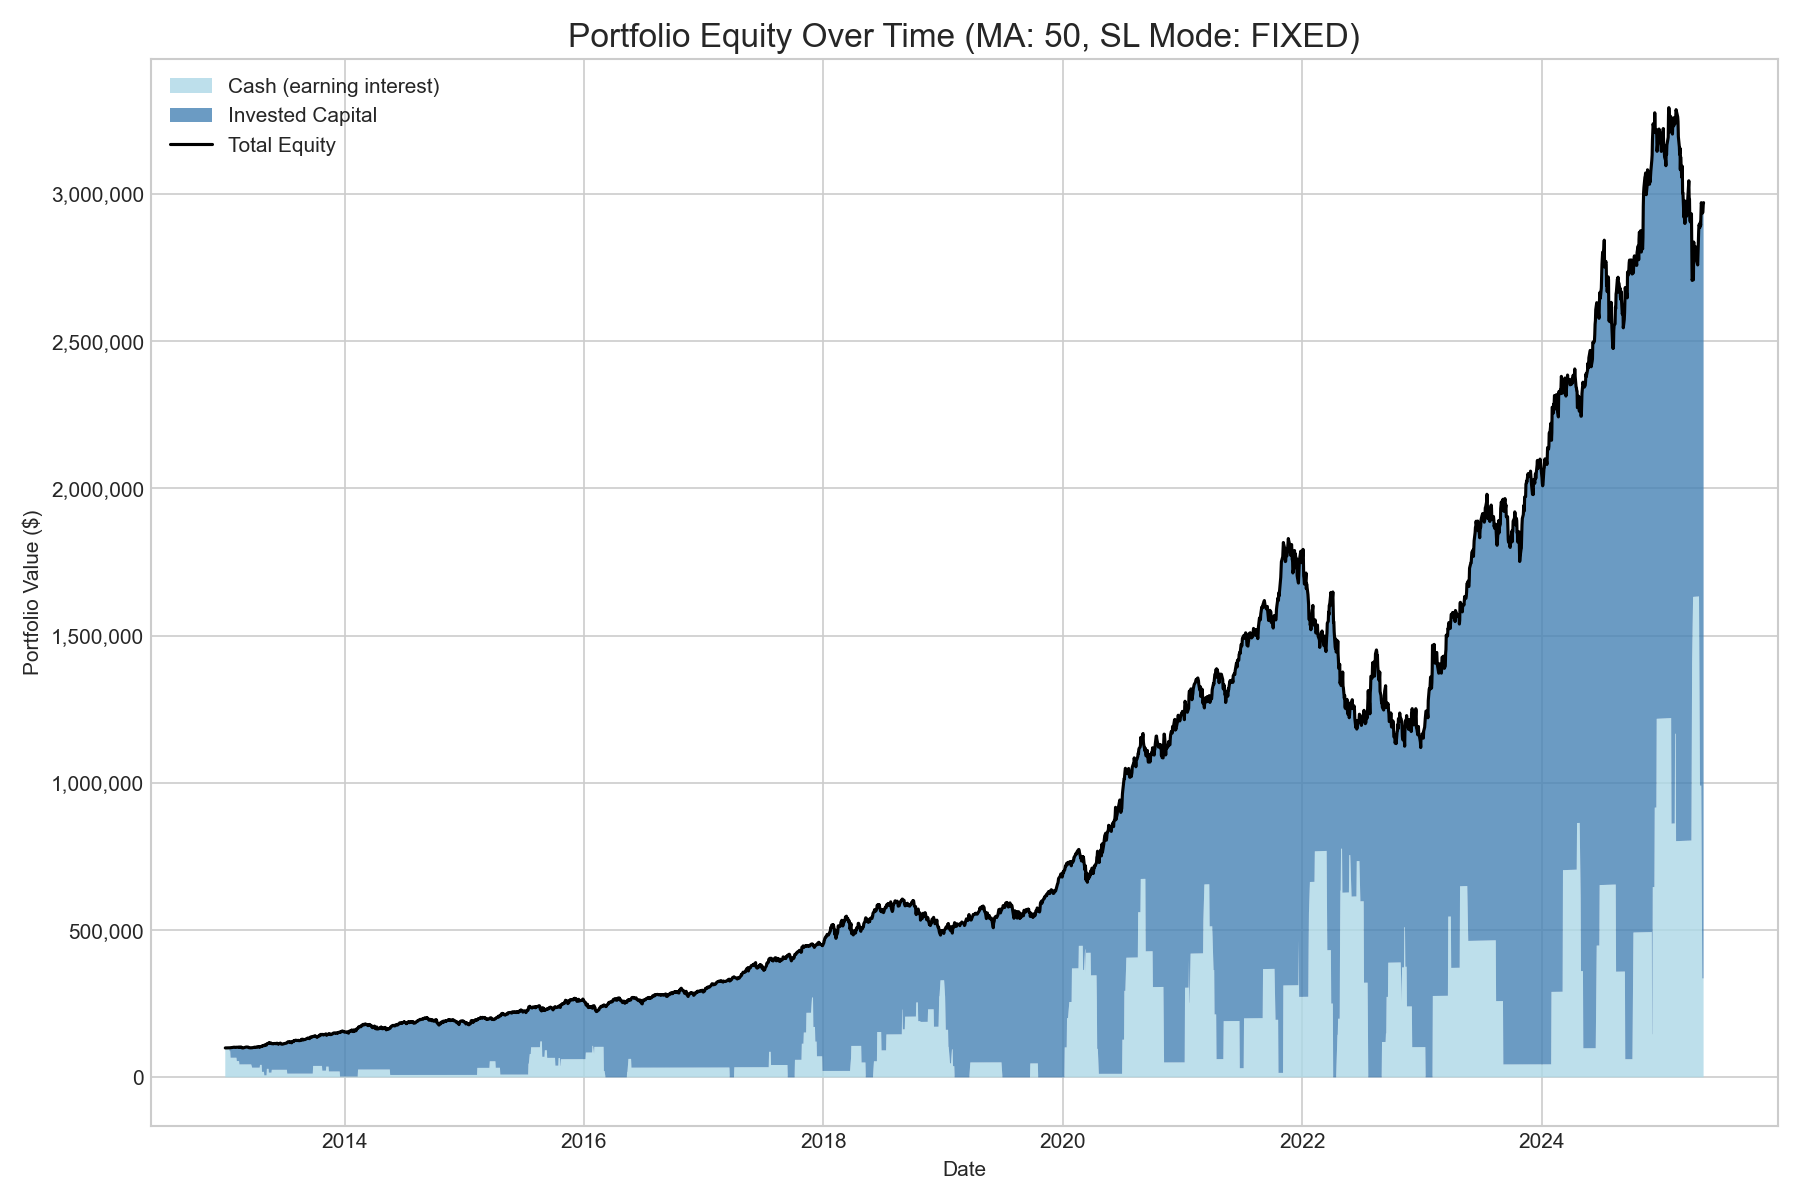 Portfolio Equity Over Time (MA: 50, SL Mode: FIXED)
Cash (earning interest)
Invested Capital
Total Equity
Portfolio Value ($)
3,000,000
2,500,000
2,000,000
1,500,000
1,000,000
500,000
0
2014 2016 2018 2020 2022 2024
Date